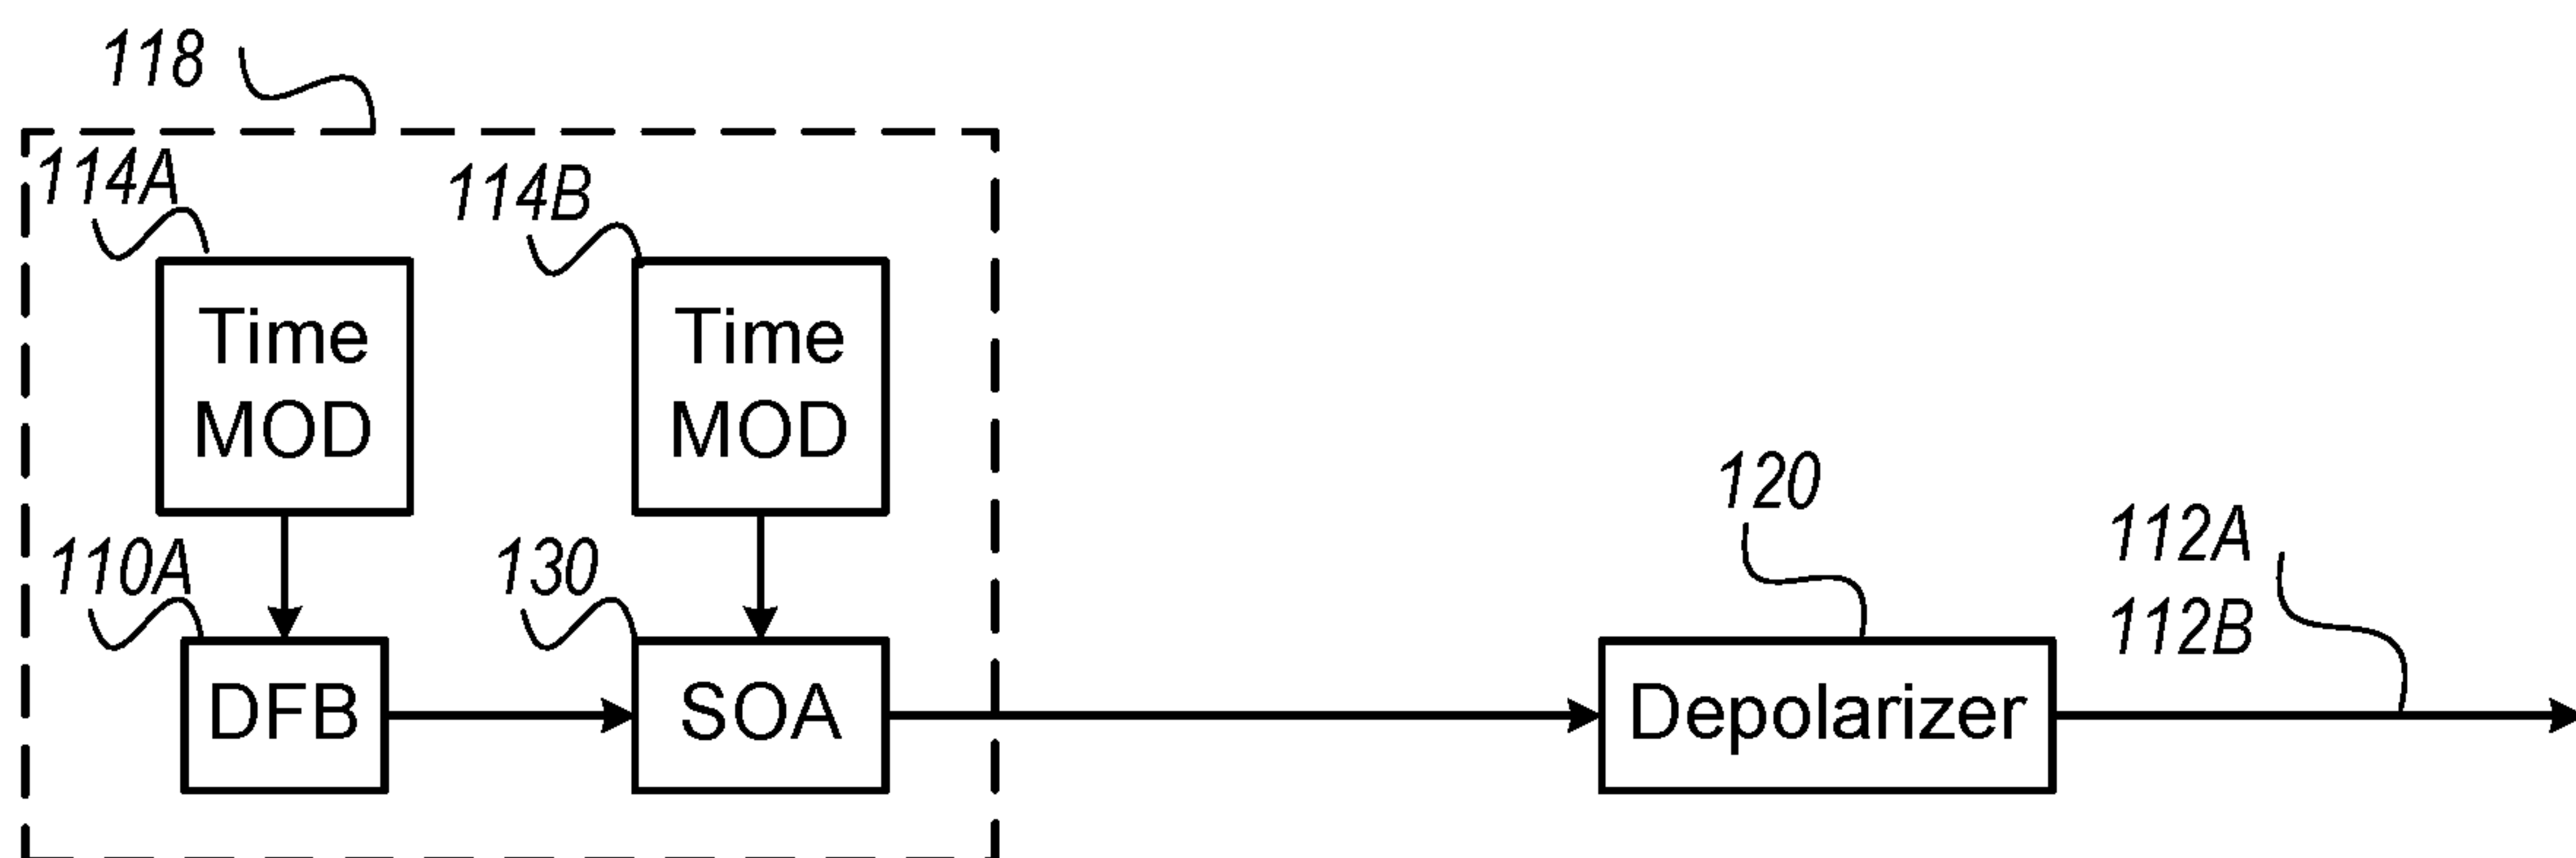 118
114A
114B
Time
MOD
Time
MOD
120
112A
112B
110A
130
DFB
SOA
Depolarizer